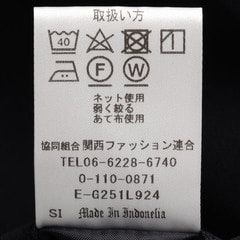 取扱い方
40
F W
ネット使用
弱く絞る
あて布使用
協同組合関西ファッション連合
TEL06-6228-6740
0-110-0871
E-G251L924
SI Made In Indonesia